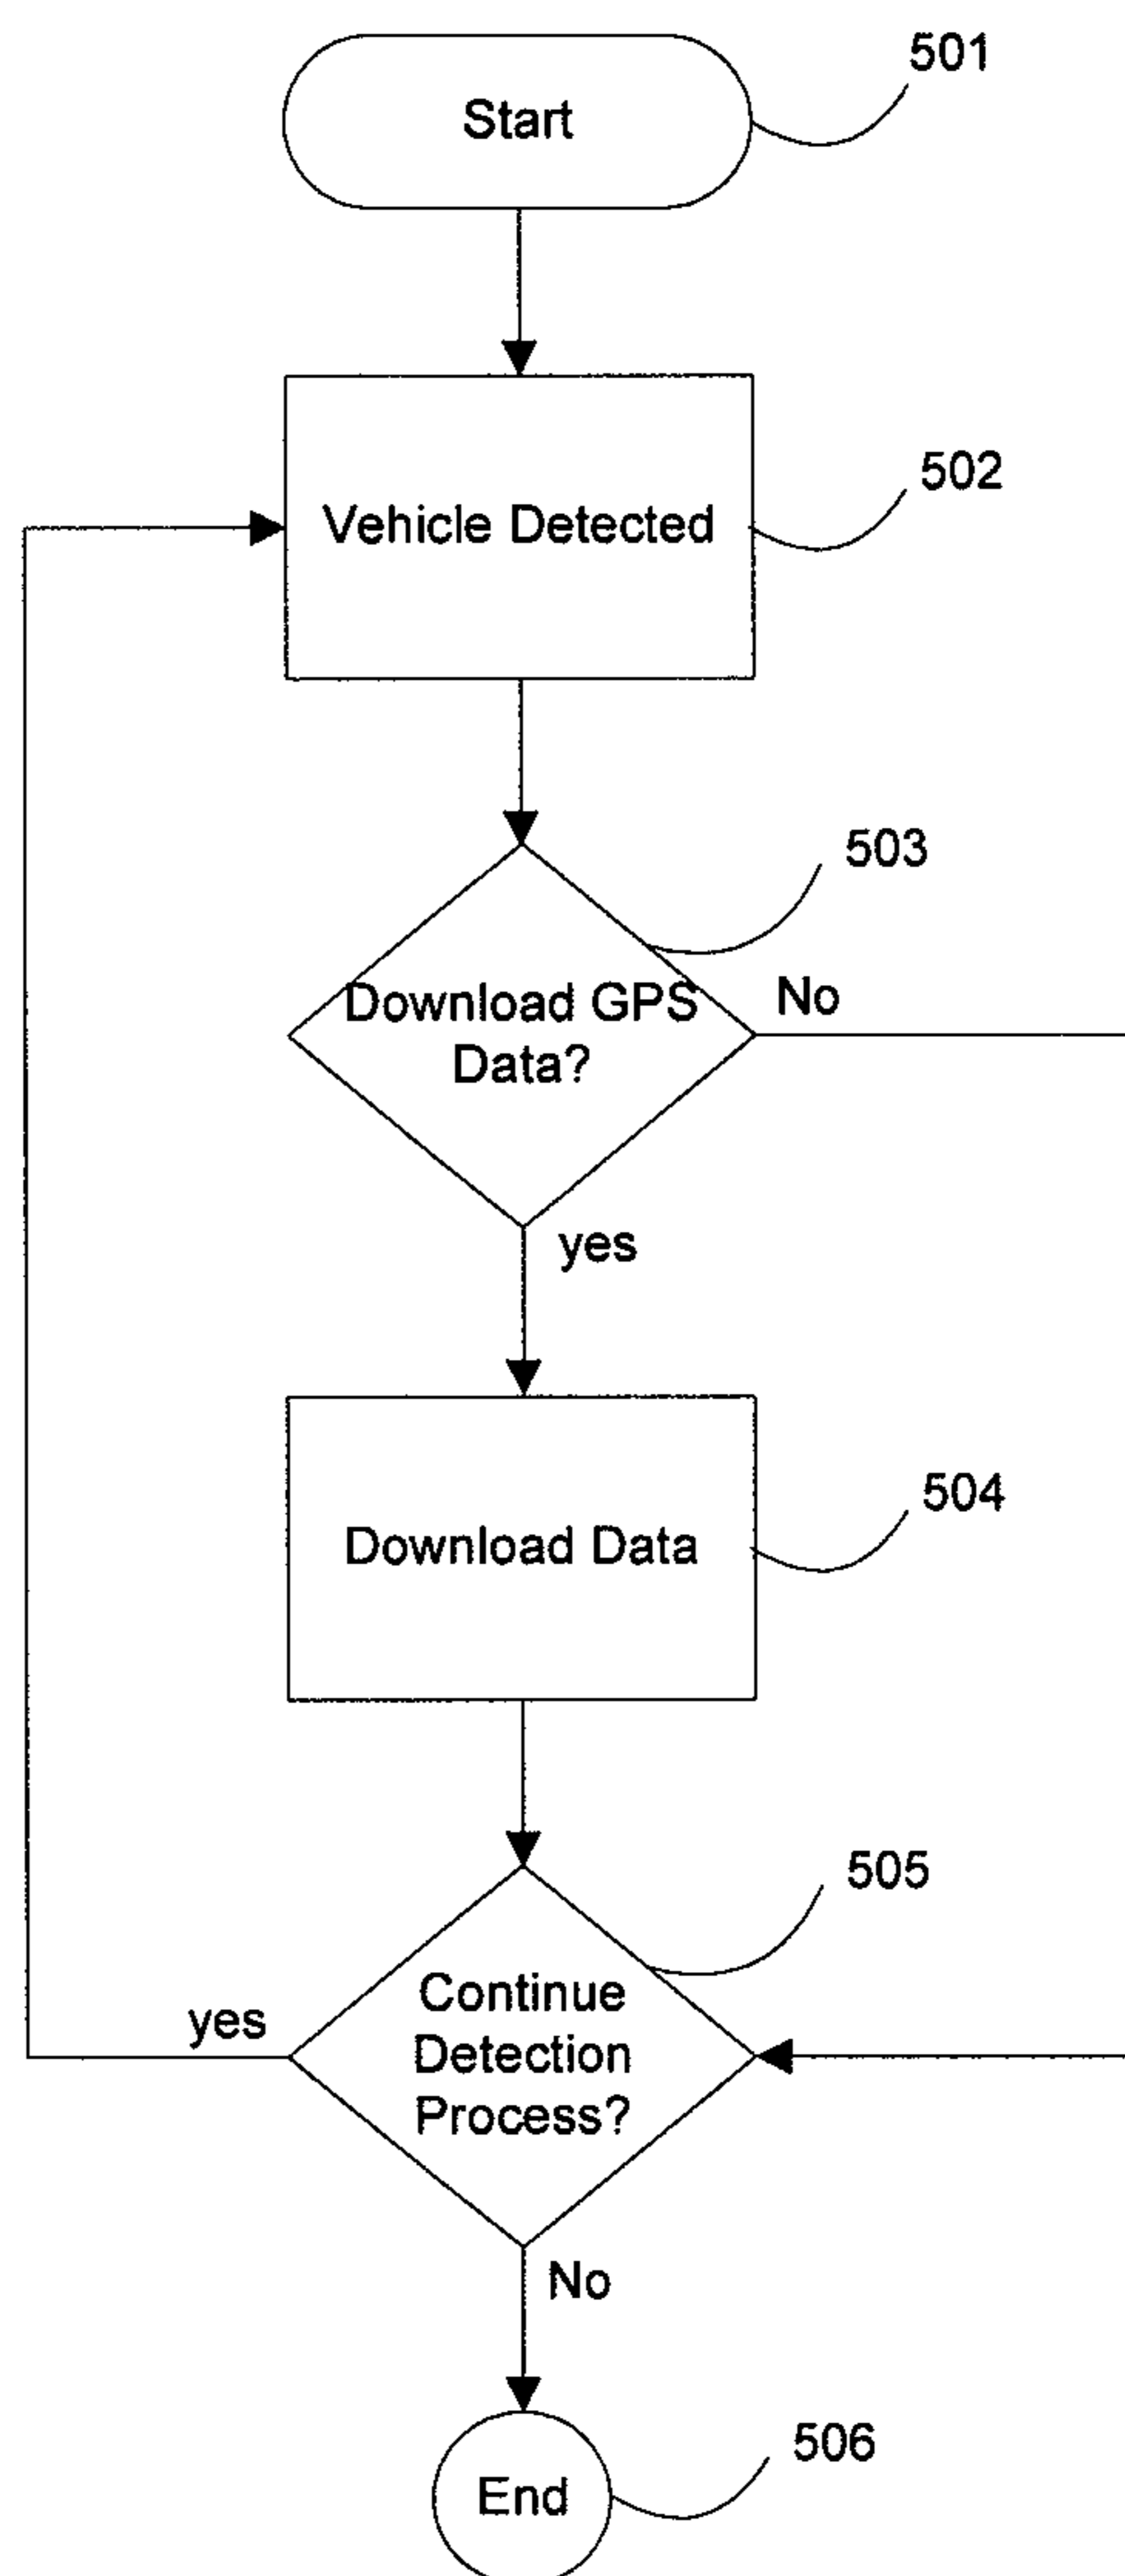 501
Start
502
Vehicle Detected
503
Download GPS
Data?
No
yes
504
Download Data
505
Continue
Detection
Process?
yes
No
506
End